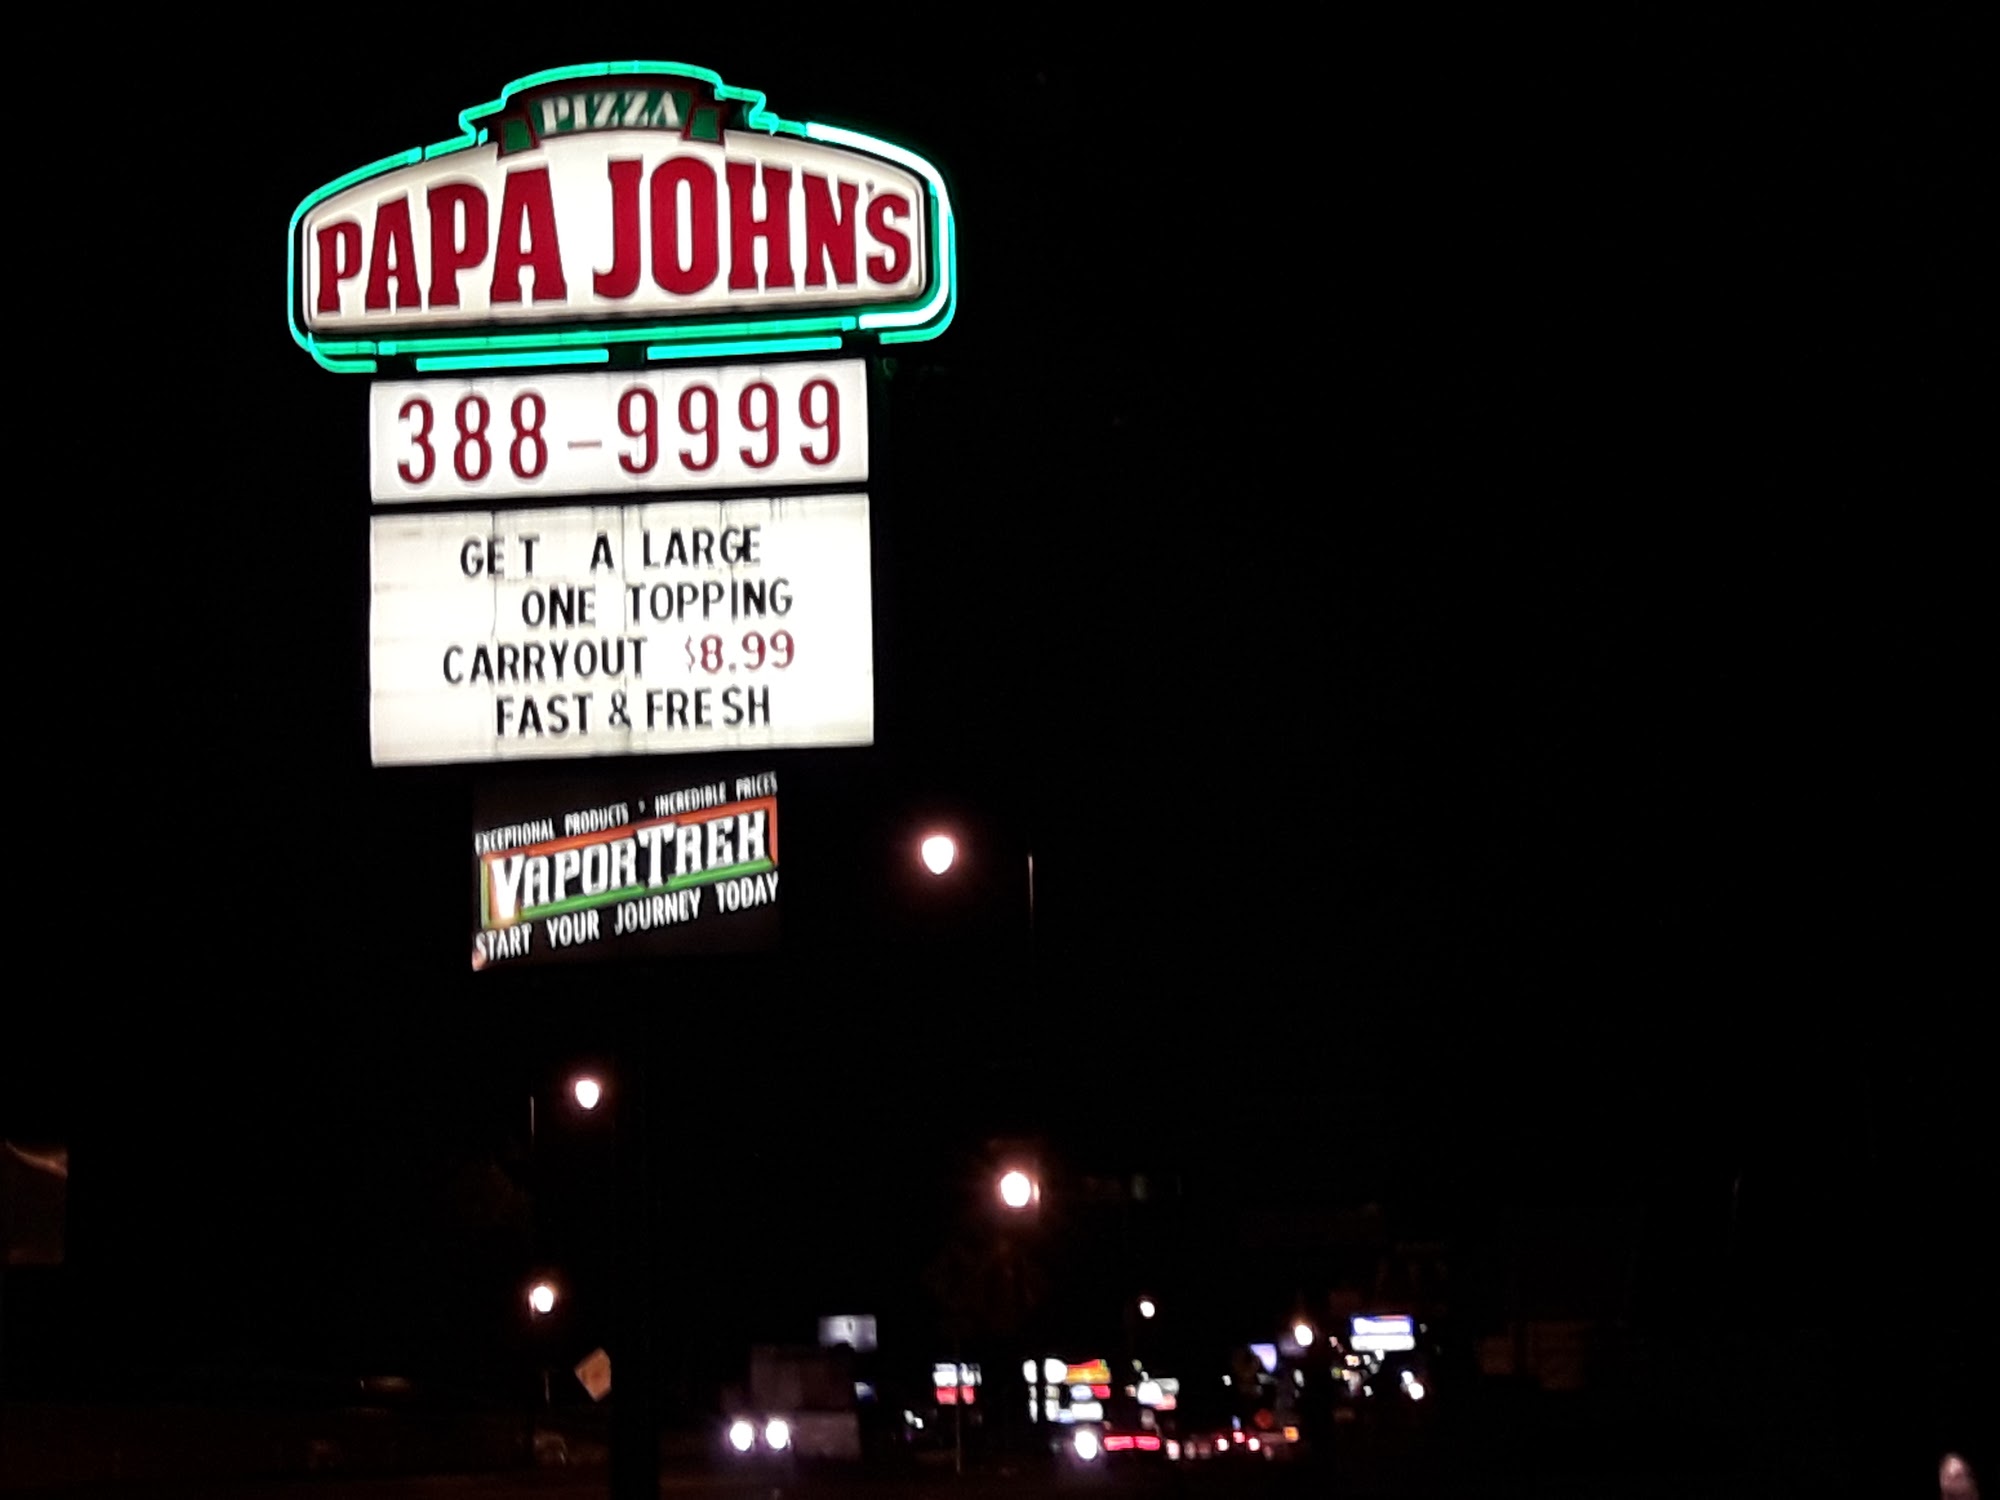 PIZZA
PAPA JOHN'S
388-9999
GET A LARGE
ONE TOPPING
CARRYOUT $8.99
FAST & FRESH
EXCEPTIONAL PRODUCTS • INCREDIBLE PRICES
VAPORTREK
START YOUR JOURNEY TODAY